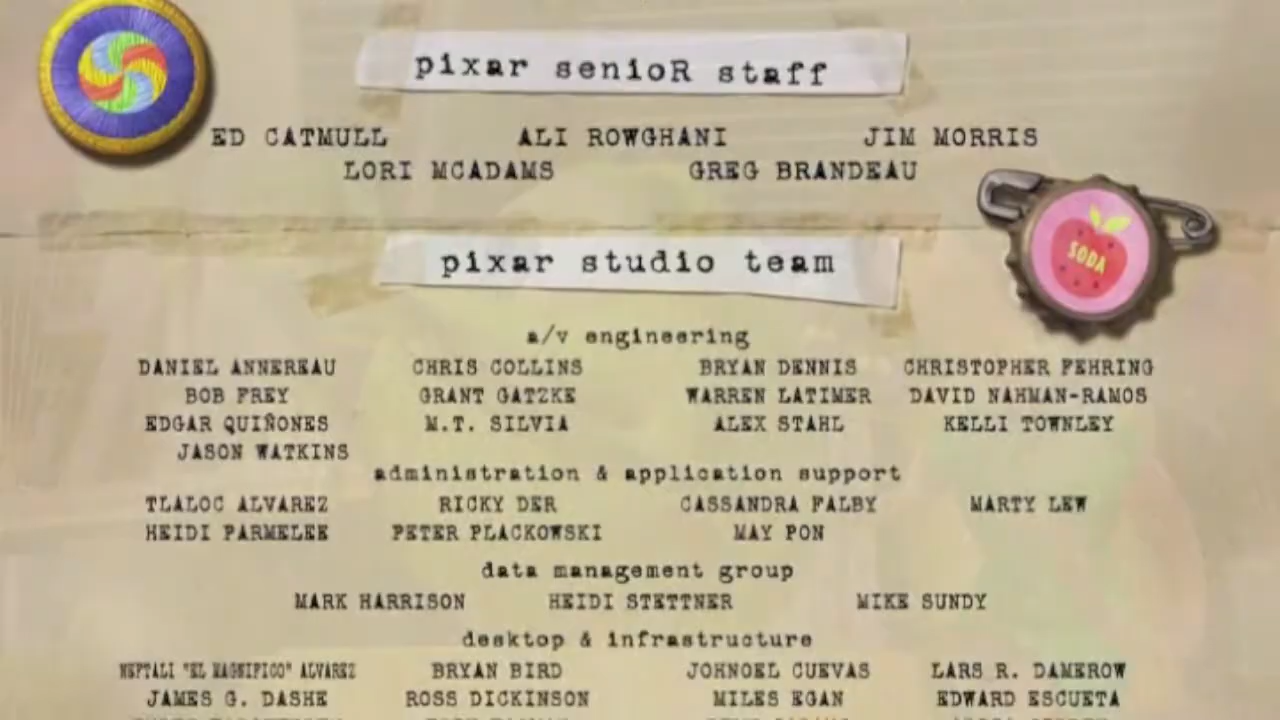 pixar senioR staff
ED CATMULL ALI ROWGHANI JIM MORRIS
LORI MCADAMS GREG BRANDEAU
SODA
pixar studio team
a/v engineering
DANIEL ANNEREAU CHRIS COLLINS BRYAN DENNIS CHRISTOPHER FEHRING
BOB FREY GRANT GATZKE WARREN LATIMER DAVID NAHMAN-RAMOS
EDGAR QUIÑONES M.T. SILVIA ALEX STAHL KELLI TOWNLEY
JASON WATKINS
administration & application support
TLALOC ALVAREZ RICKY DER CASSANDRA FALBY MARTY LEW
HEIDI PARMELEE PETER PLACKOWSKI MAY PON
data management group
MARK HARRISON HEIDI STETTNER MIKE SUNDY
desktop & infrastructure
NEFTALI "EL MAGNIFICO" ALVAREZ BRYAN BIRD JOHNOEL CUEVAS LARS R. DAMEROW
JAMES G. DASHE ROSS DICKINSON MILES EGAN EDWARD ESCUETA